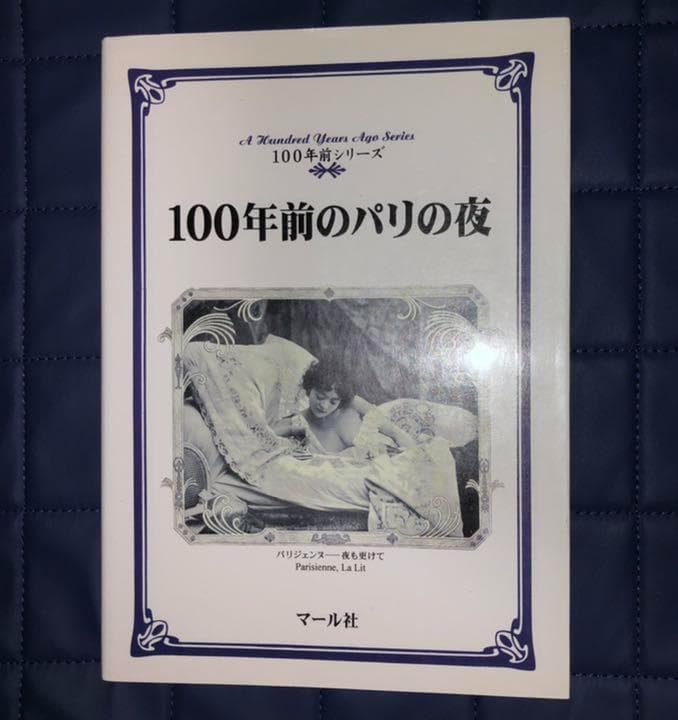 A Hundred Years Ago Series
100年前シリーズ
100年前のパリの夜
パリジェンヌ——夜も更けて
Parisienne, La Lit
マール社